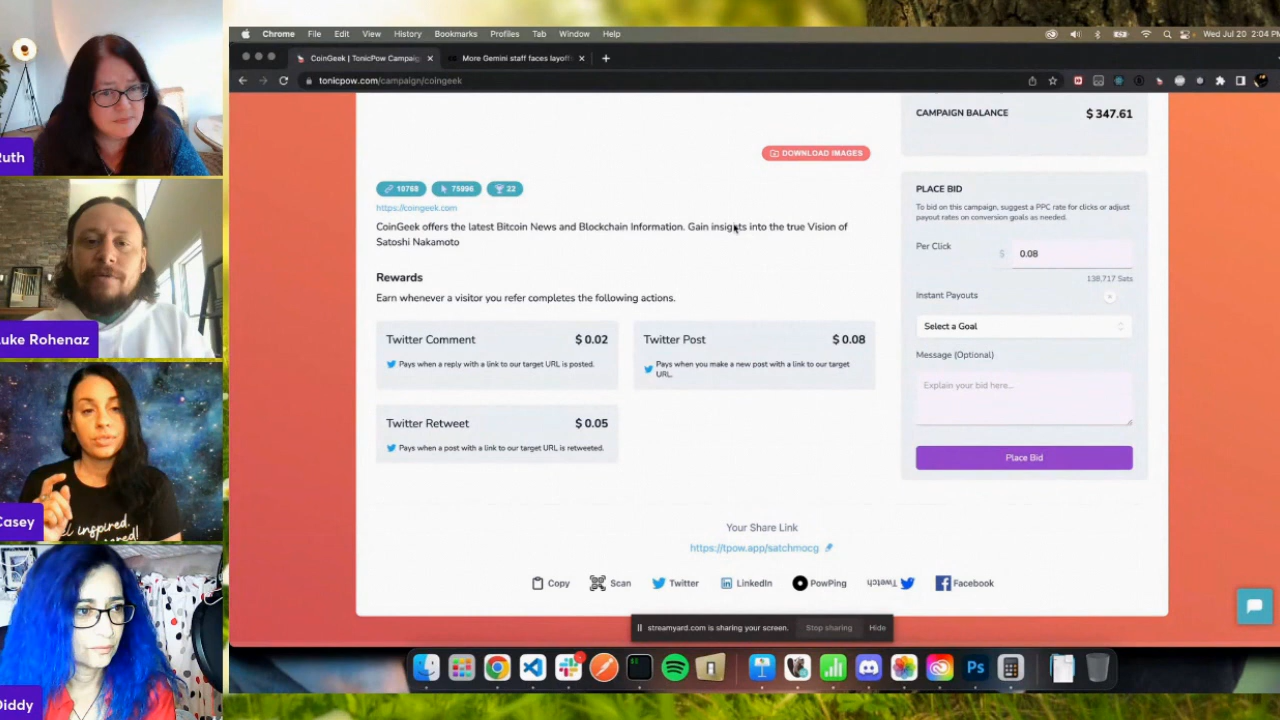 Chrome File Edit View History Bookmarks Profiles Tab Window Help Wed Jul 20 2:04 PM
CoinGeek | TonicPow Campaig
More Gemini staff faces layoff
tonicpow.com/campaign/coingeek
CAMPAIGN BALANCE $ 347.61
DOWNLOAD IMAGES
10768 75996 22
https://coingeek.com
CoinGeek offers the latest Bitcoin News and Blockchain Information. Gain insights into the true Vision of
Satoshi Nakamoto
Rewards
Earn whenever a visitor you refer completes the following actions.
Twitter Comment $ 0.02
Pays when a reply with a link to our target URL is posted.
Twitter Post $ 0.08
Pays when you make a new post with a link to our target
URL.
Twitter Retweet $ 0.05
Pays when a post with a link to our target URL is retweeted.
PLACE BID
To bid on this campaign, suggest a PPC rate for clicks or adjust
payout rates on conversion goals as needed.
Per Click $ 0.08
138,717 Sats
Instant Payouts
Select a Goal
Message (Optional)
Explain your bid here...
Place Bid
Your Share Link
https://tpow.app/satchmocg
Copy Scan Twitter LinkedIn PowPing Twetch Facebook
streamyard.com is sharing your screen. Stop sharing Hide
Ps
Ruth
Luke Rohenaz
Casey
inspired.
Diddy